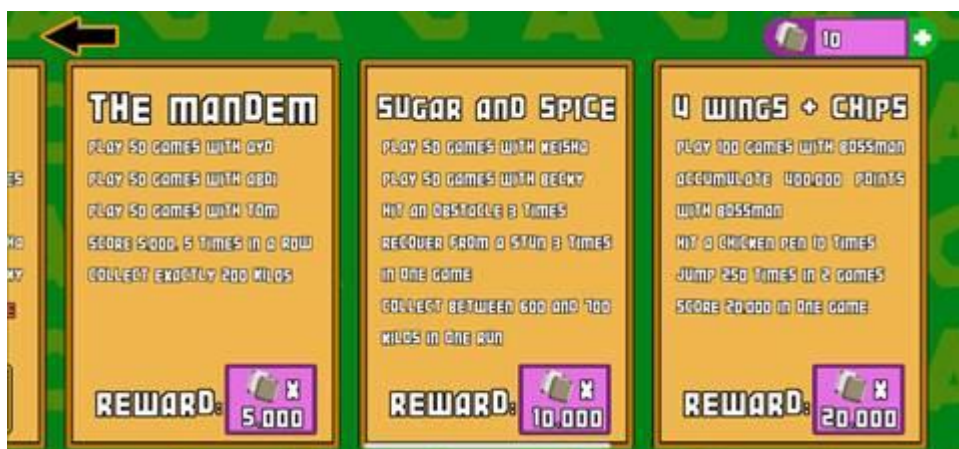 10
THE MANDEM
PLAY 50 GAMES WITH AYO
PLAY 50 GAMES WITH ABDI
PLAY 50 GAMES WITH TOM
SCORE 5000, 5 TIMES IN A ROW
COLLECT EXACTLY 200 KILOS
REWARD:
X
5,000
SUGAR AND SPICE
PLAY 50 GAMES WITH KEISHA
PLAY 50 GAMES WITH BECKY
HIT AN OBSTACLE 3 TIMES
RECOVER FROM A STUN 3 TIMES
IN ONE GAME
COLLECT BETWEEN 600 AND 700
KILOS IN ONE RUN
REWARD:
X
10,000
4 WINGS + CHIPS
PLAY 100 GAMES WITH BOSSMAN
ACCUMULATE 400,000 POINTS
WITH BOSSMAN
HIT A CHICKEN PEN 10 TIMES
JUMP 250 TIMES IN 2 GAMES
SCORE 20,000 IN ONE GAME
REWARD:
X
20,000